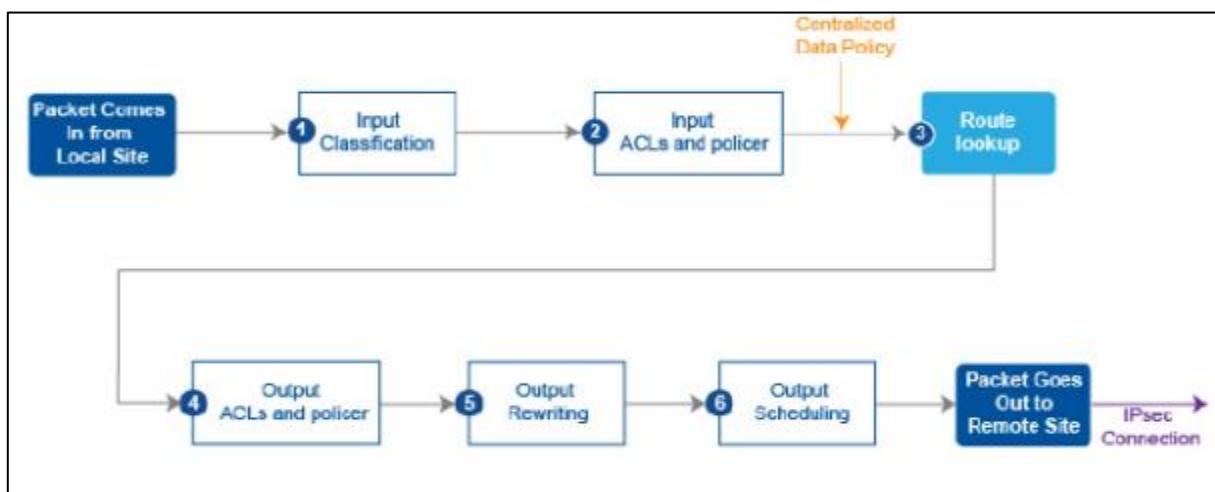 Centralized
Data Policy
Packet Comes
In from
Local Site
1
Input
Classification
2
Input
ACLs and policer
3
Route
lookup
4
Output
ACLs and policer
5
Output
Rewriting
6
Output
Scheduling
Packet Goes
Out to
Remote Site
IPsec
Connection